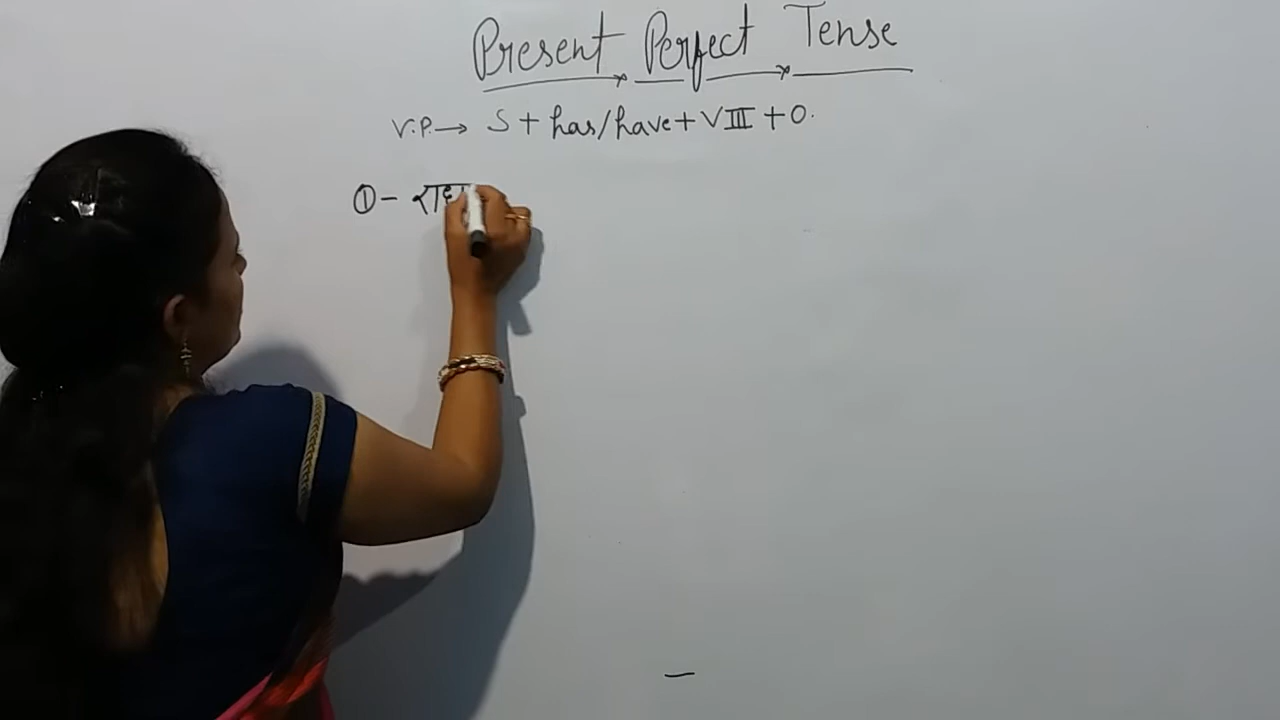 Present Perfect Tense
V.P. → S + has/have + VIII + O.
①-